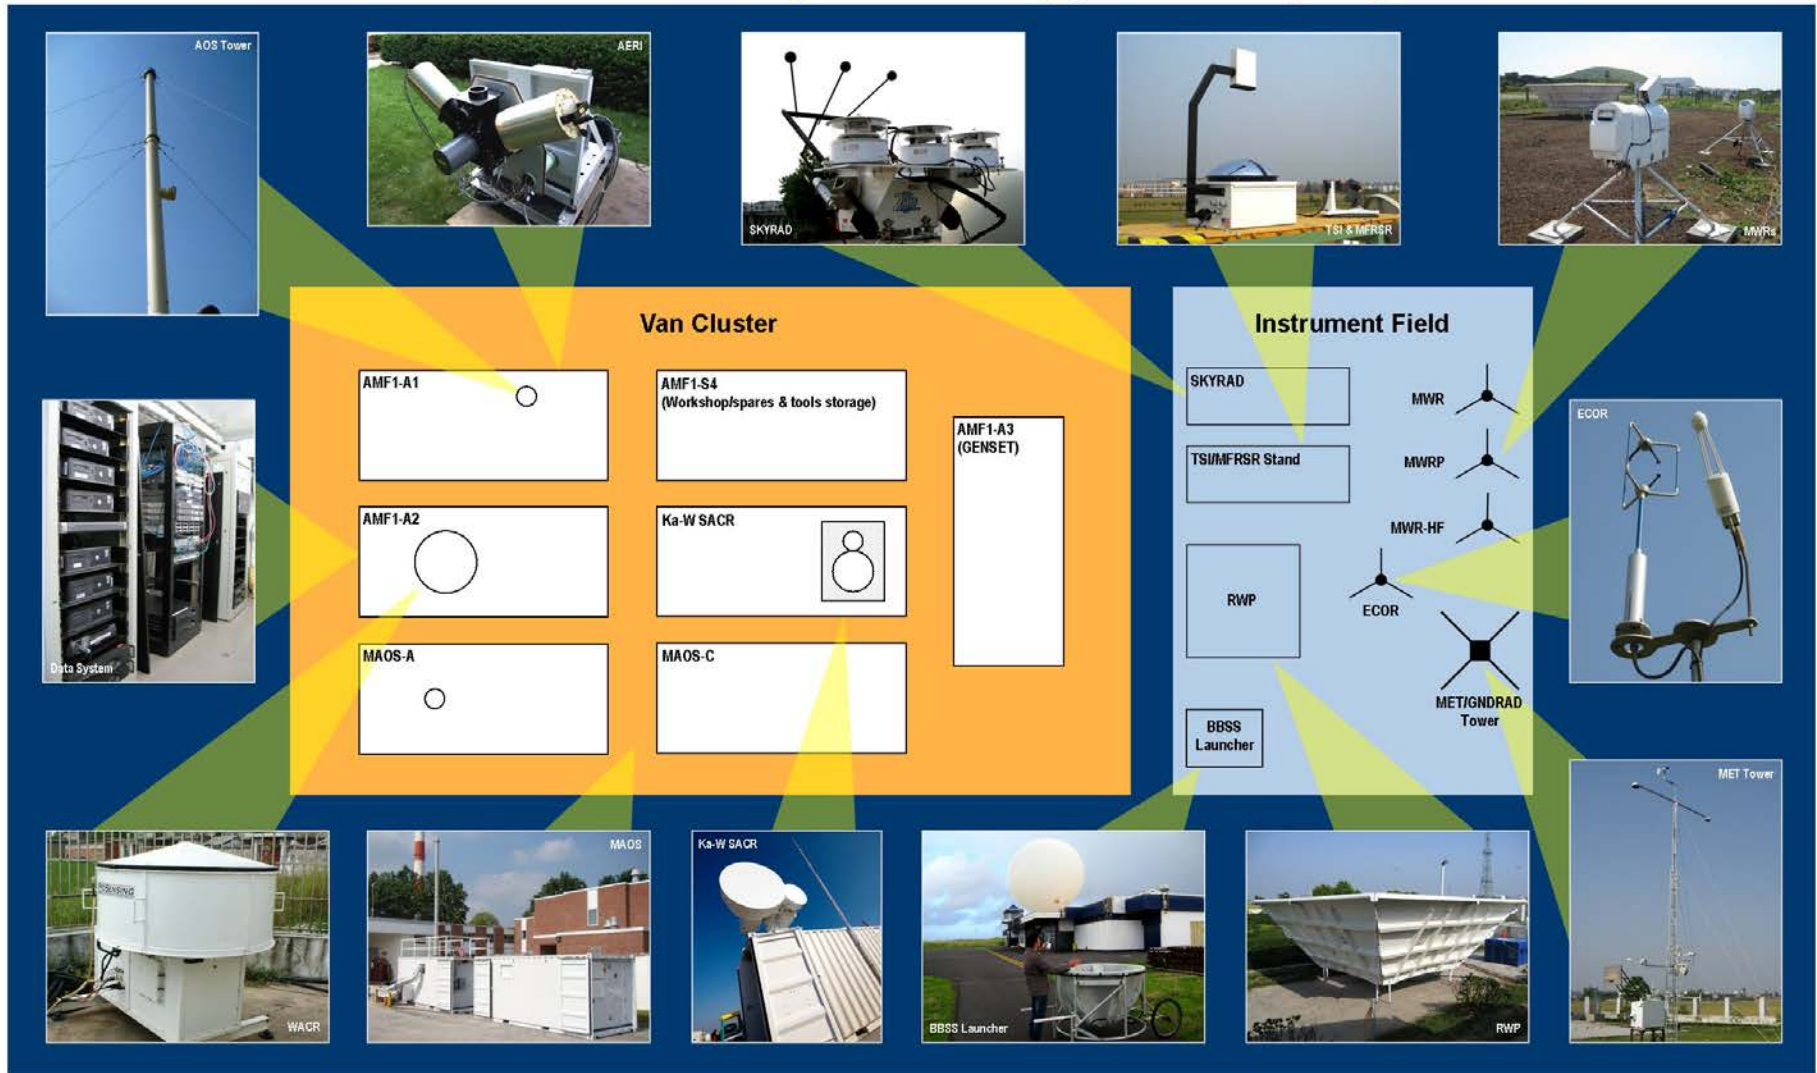 AOS Tower
AERI
SKYRAD
TSI & MFRSR
MWRs
Van Cluster
Instrument Field
AMF1-A1
AMF1-S4
(Workshop/spares & tools storage)
AMF1-A3
(GENSET)
SKYRAD
MWR
TSI/MFRSR Stand
MWRP
ECOR
AMF1-A2
Ka-W SACR
MWR-HF
RWP
ECOR
Data System
MAOS-A
MAOS-C
MET/GNDRAD
Tower
BBSS
Launcher
MET Tower
WACR
MAOS
Ka-W SACR
BBSS Launcher
RWP